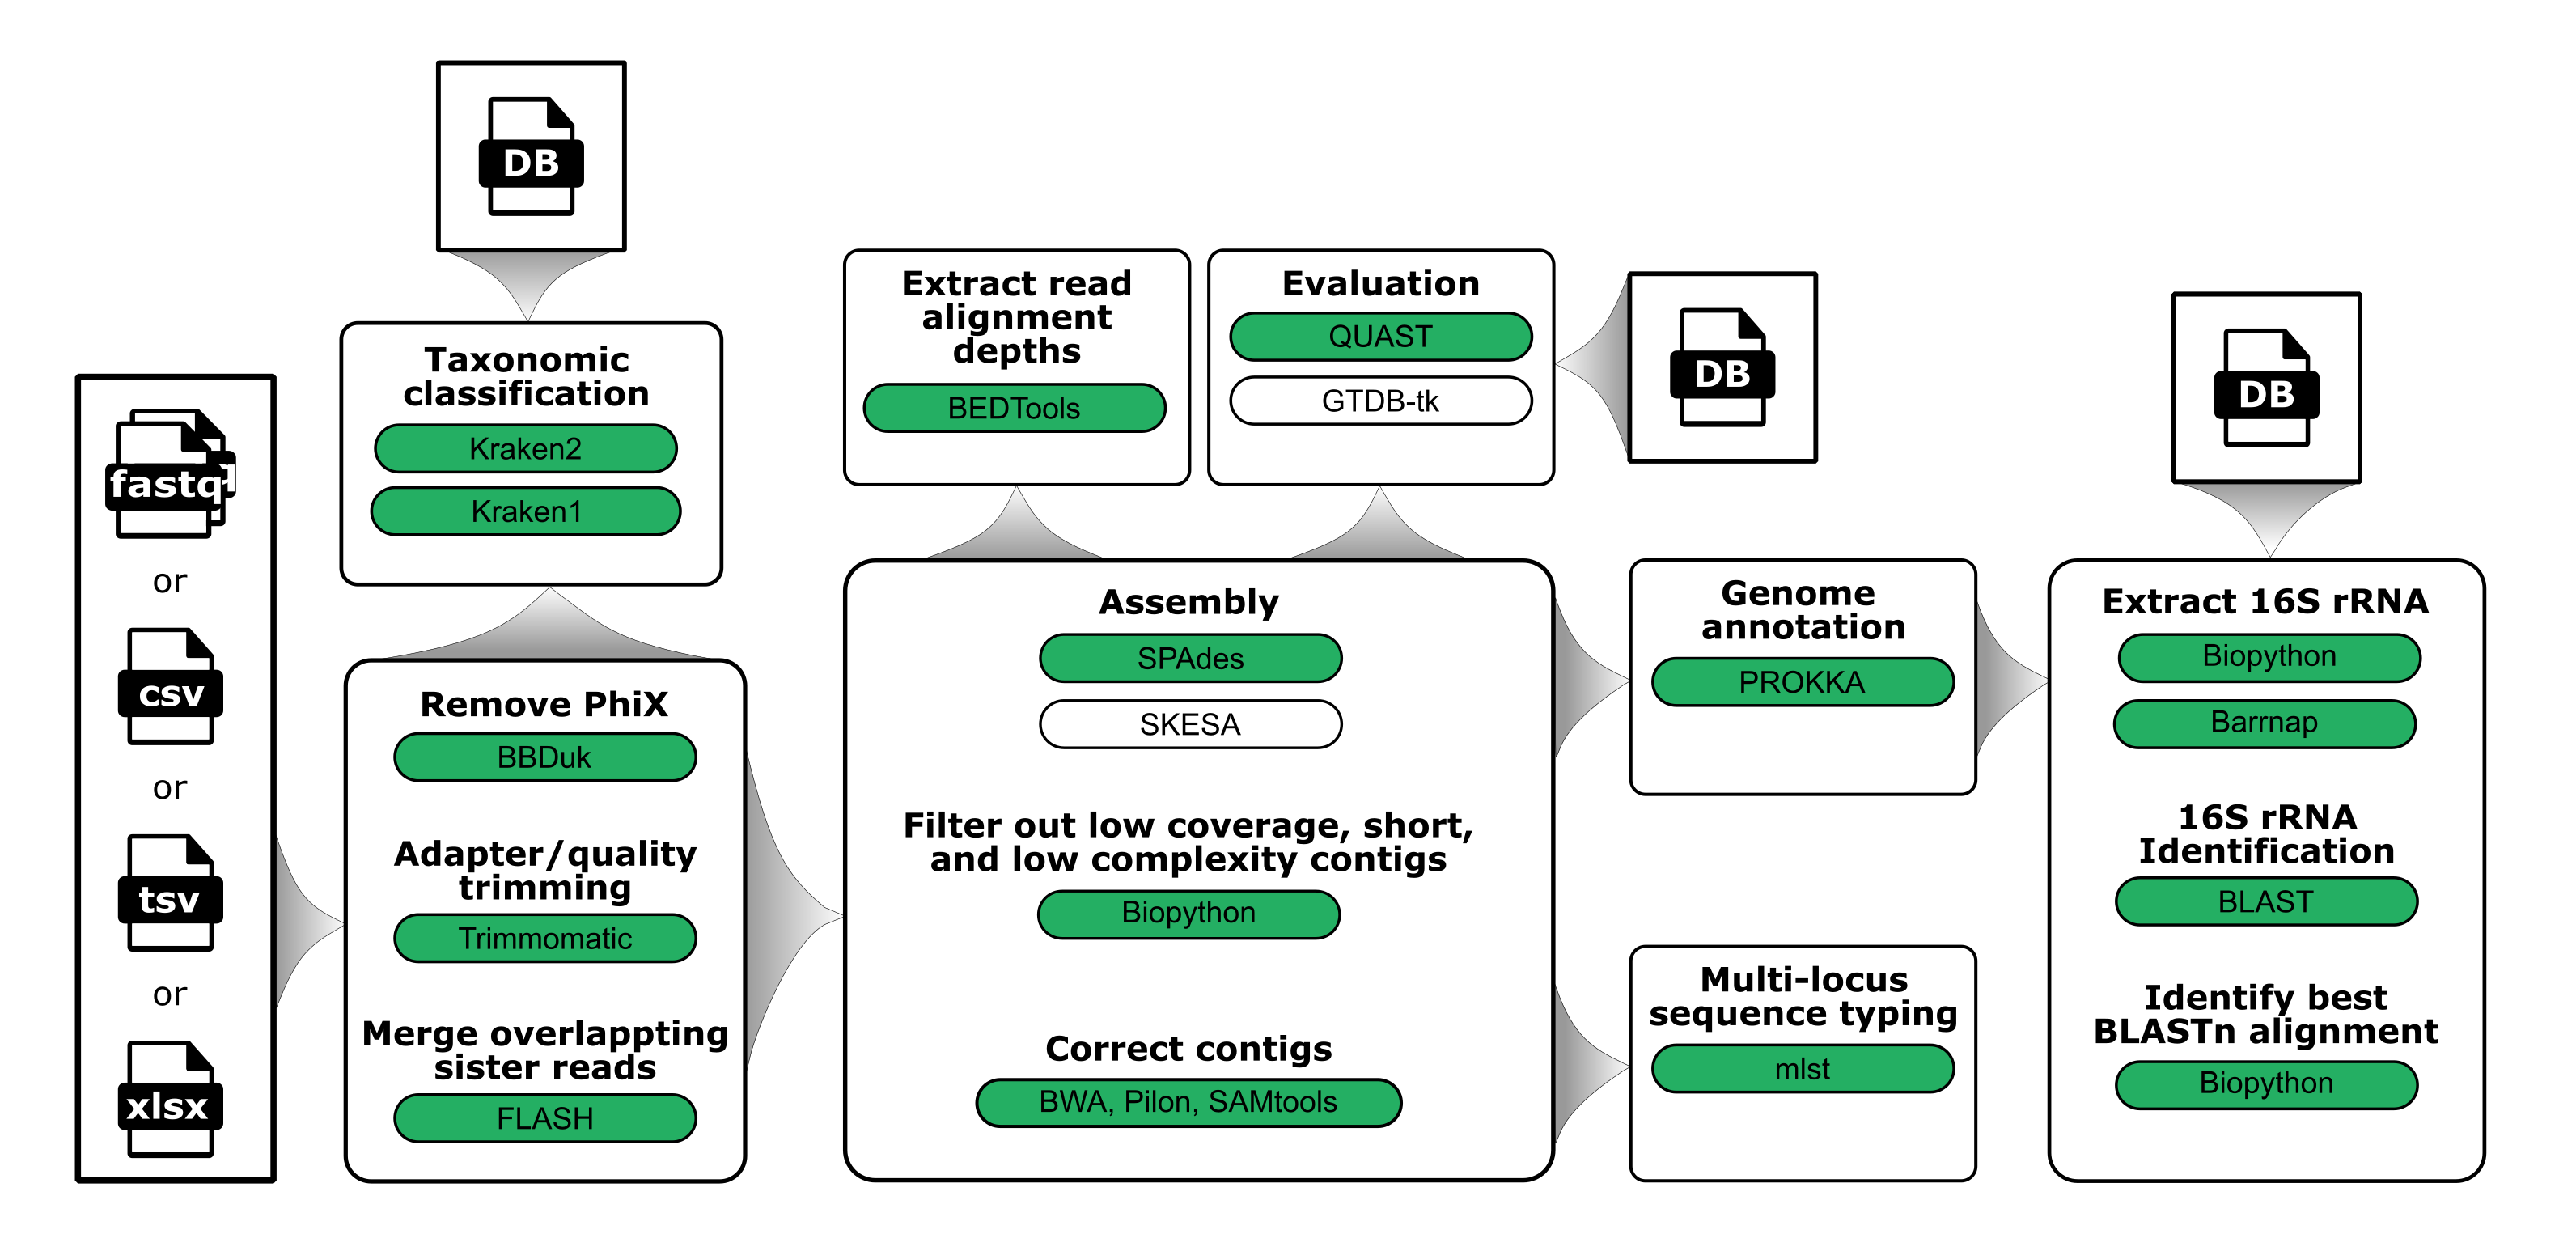 fastq
or
csv
or
tsv
or
xlsx
DB
Taxonomic
classification
Kraken2
Kraken1
Remove PhiX
BBDuk
Adapter/quality
trimming
Trimmomatic
Merge overlappting
sister reads
FLASH
Extract read
alignment
depths
BEDTools
Evaluation
QUAST
GTDB-tk
DB
Assembly
SPAdes
SKESA
Filter out low coverage, short,
and low complexity contigs
Biopython
Correct contigs
BWA, Pilon, SAMtools
Genome
annotation
PROKKA
Multi-locus
sequence typing
mlst
DB
Extract 16S rRNA
Biopython
Barrnap
16S rRNA
Identification
BLAST
Identify best
BLASTn alignment
Biopython